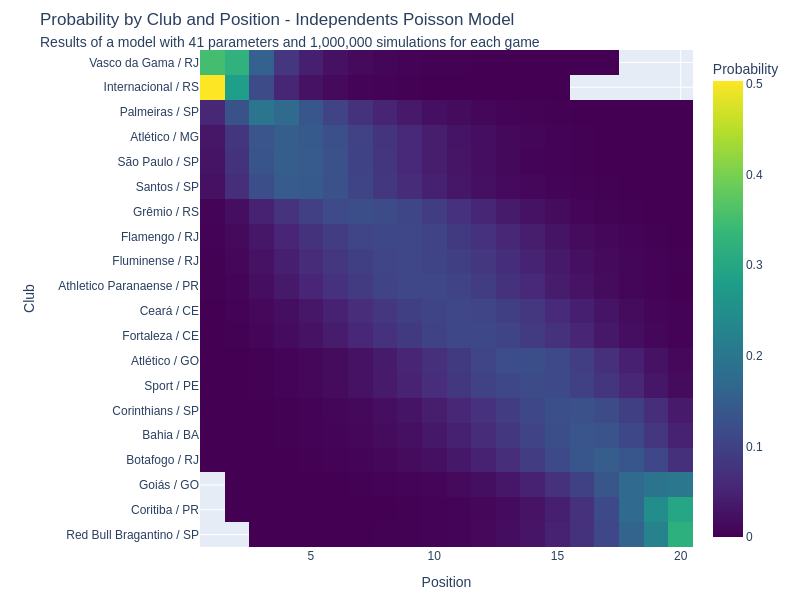 Probability by Club and Position - Independents Poisson Model
Results of a model with 41 parameters and 1,000,000 simulations for each game
Probability
Vasco da Gama / RJ
Internacional / RS
Palmeiras / SP
Atlético / MG
São Paulo / SP
Santos / SP
Grêmio / RS
Flamengo / RJ
Fluminense / RJ
Athletico Paranaense / PR
Ceará / CE
Fortaleza / CE
Atlético / GO
Sport / PE
Corinthians / SP
Bahia / BA
Botafogo / RJ
Goiás / GO
Coritiba / PR
Red Bull Bragantino / SP
Club
5
10
15
20
Position
0.5
0.4
0.3
0.2
0.1
0